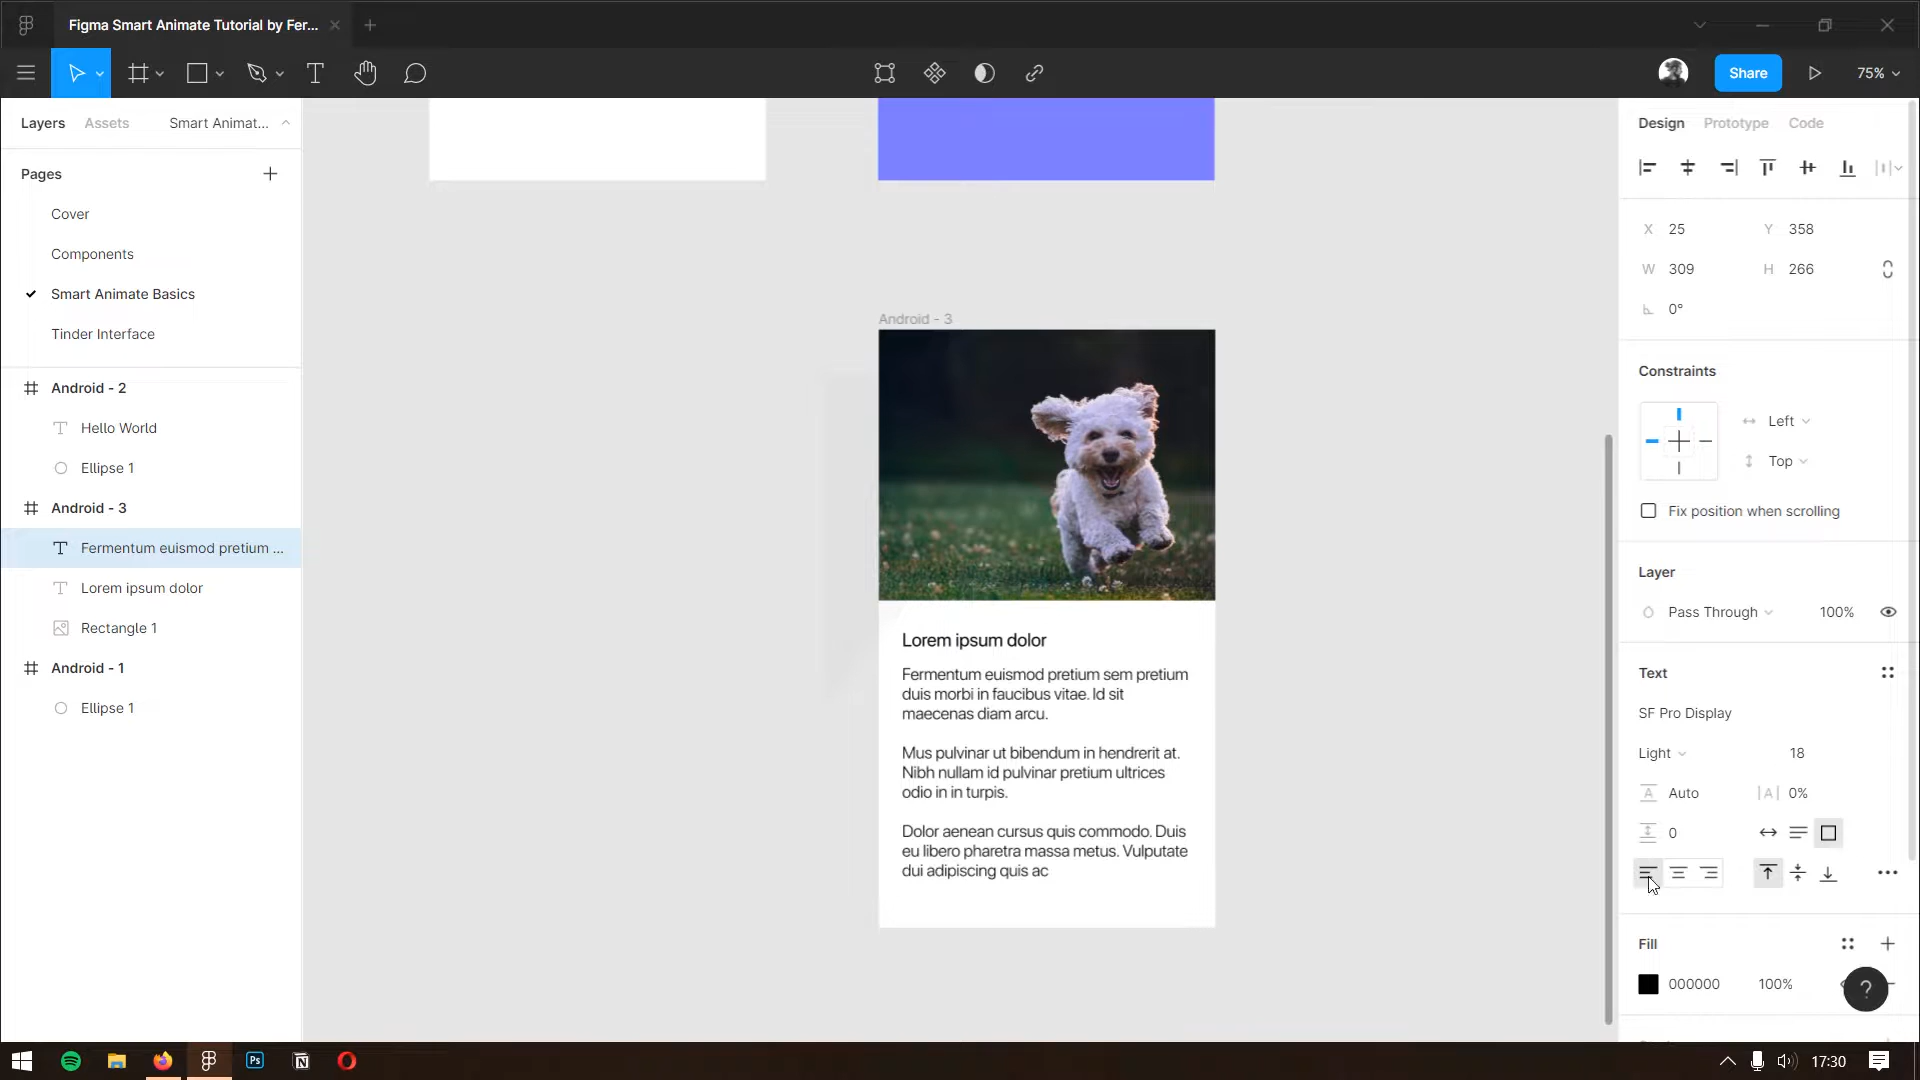 Figma Smart Animate Tutorial by Fer...
Share
75%
Layers
Assets
Smart Animat...
Pages
Cover
Components
Smart Animate Basics
Tinder Interface
Android - 2
Hello World
Ellipse 1
Android - 3
Fermentum euismod pretium ...
Lorem ipsum dolor
Rectangle 1
Android - 1
Ellipse 1
Android - 3
Lorem ipsum dolor
Fermentum euismod pretium sem pretium
duis morbi in faucibus vitae. Id sit
maecenas diam arcu.
Mus pulvinar ut bibendum in hendrerit at.
Nibh nullam id pulvinar pretium ultrices
odio in in turpis.
Dolor aenean cursus quis commodo. Duis
eu libero pharetra massa metus. Vulputate
dui adipiscing quis ac
Design
Prototype
Code
X 25
Y 358
W 309
H 266
0°
Constraints
Left
Top
Fix position when scrolling
Layer
Pass Through
100%
Text
SF Pro Display
Light
18
A Auto
|A| 0%
0
Fill
000000
100%
?
Ps
17:30